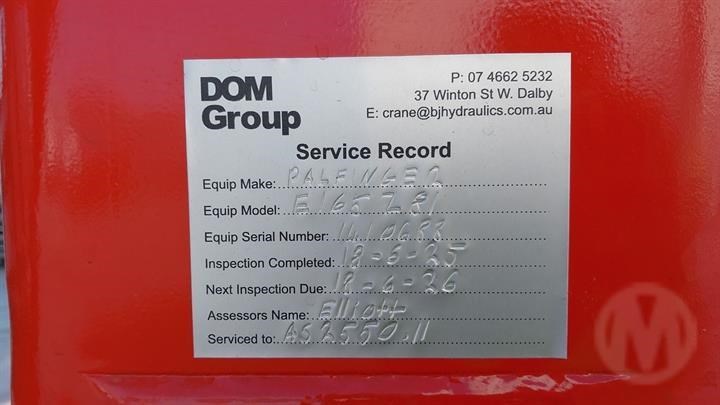 DOM
Group
P: 07 4662 5232
37 Winton St W. Dalby
E: crane@bjhydraulics.com.au
Service Record
Equip Make: PALFINGER
Equip Model:
Equip Serial Number:
Inspection Completed: 18-6-25
Next Inspection Due: 18-6-26
Assessors Name: Elliott
Serviced to: AS2550.11
M